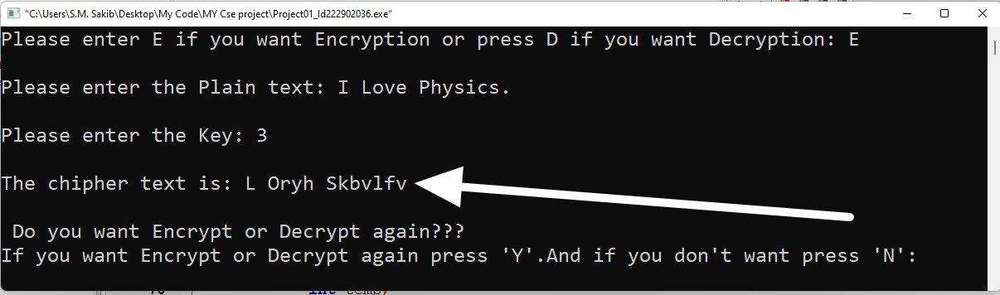 "C:\Users\S.M. Sakib\Desktop\My Code\MY Cse project\Project01_Id222902036.exe"
Please enter E if you want Encryption or press D if you want Decryption: E
Please enter the Plain text: I Love Physics.
Please enter the Key: 3
The chipher text is: L Oryh Skbvlfv
Do you want Encrypt or Decrypt again???
If you want Encrypt or Decrypt again press 'Y'.And if you don't want press 'N':